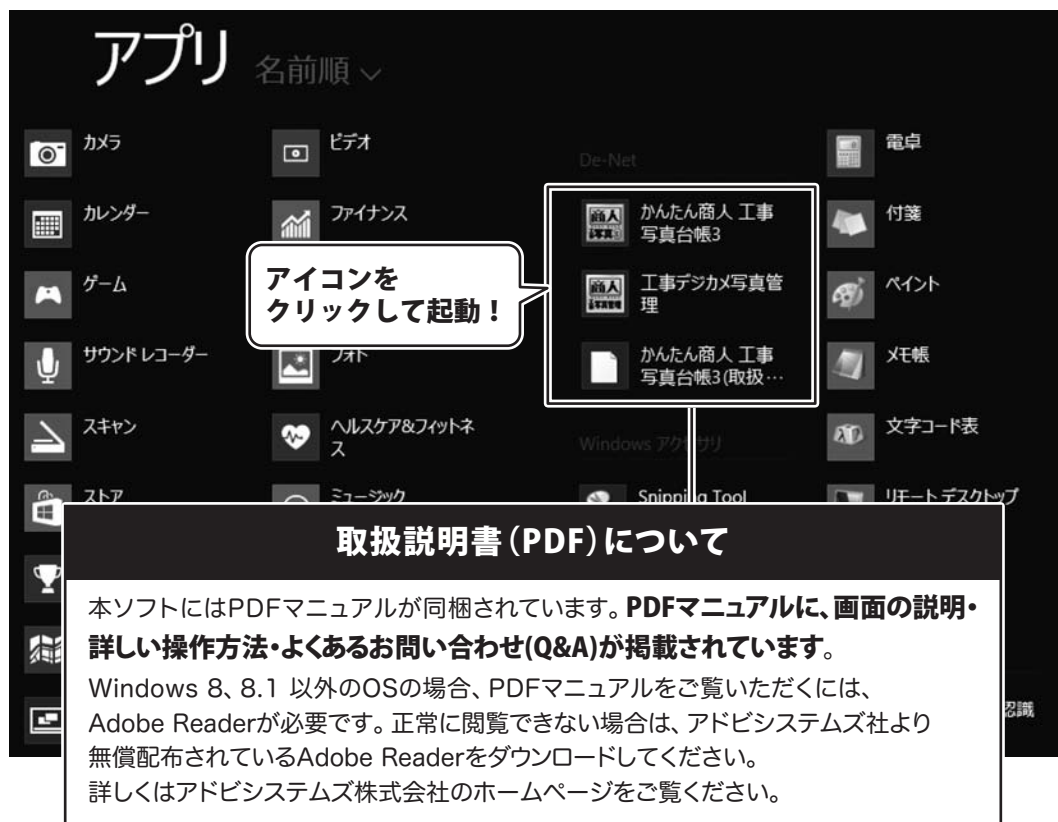 アプリ 名前順
カメラ
カレンダー
ゲーム
サウンド レコーダー
スキャン
ストア
ビデオ
ファイナンス
アイコンを
クリックして起動！
フォト
ヘルスケア&フィットネ
ス
ミュージック
De-Net
かんたん商人 工事
写真台帳3
工事デジカメ写真管
理
かんたん商人 工事
写真台帳3(取扱…
Windows アクセサリ
Snipping Tool
電卓
付箋
ペイント
メモ帳
文字コード表
リモート デスクトップ
認識
取扱説明書（PDF）について
本ソフトにはPDFマニュアルが同梱されています。PDFマニュアルに、画面の説明・
詳しい操作方法・よくあるお問い合わせ(Q&A)が掲載されています。
Windows 8、8.1 以外のOSの場合、PDFマニュアルをご覧いただくには、
Adobe Readerが必要です。正常に閲覧できない場合は、アドビシステムズ社より
無償配布されているAdobe Readerをダウンロードしてください。
詳しくはアドビシステムズ株式会社のホームページをご覧ください。